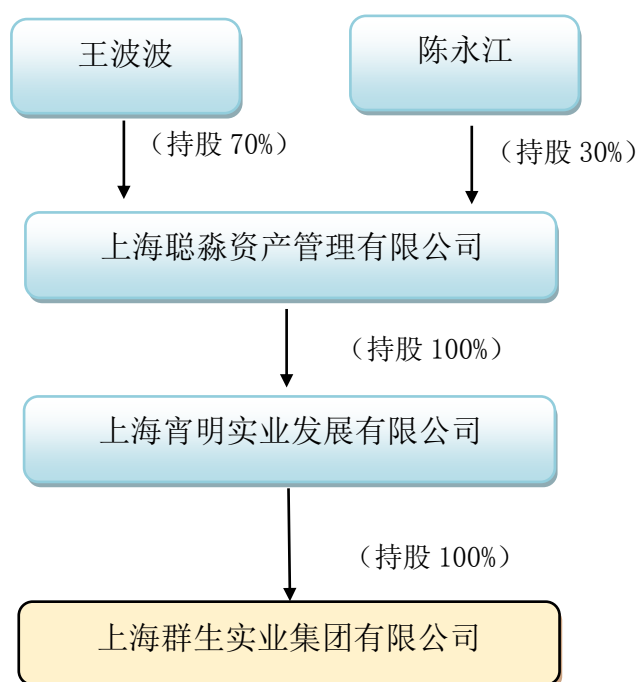 王波波
陈永江
（持股 70%）
（持股 30%）
上海聪淼资产管理有限公司
（持股 100%）
上海宵明实业发展有限公司
（持股 100%）
上海群生实业集团有限公司